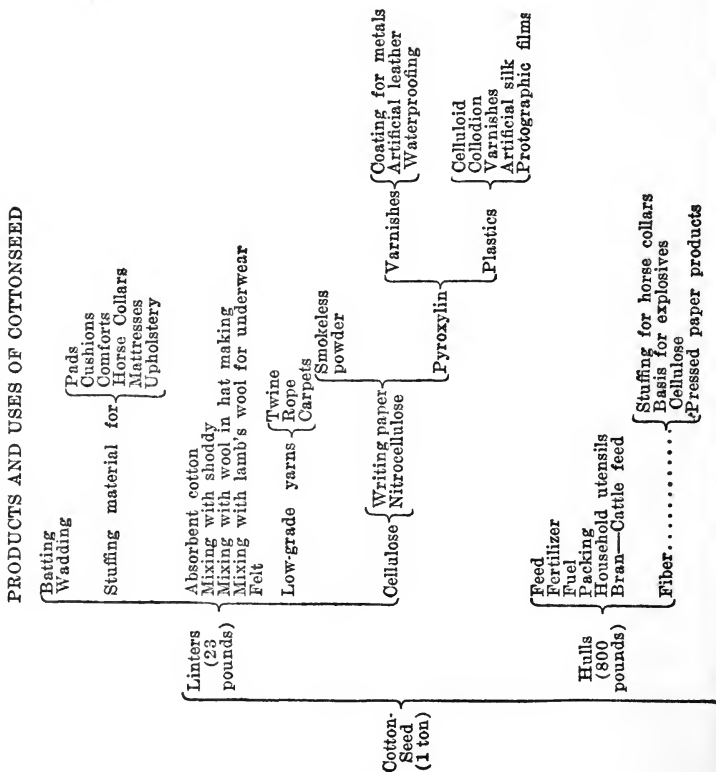 PRODUCTS AND USES OF COTTONSEED
Cotton-
Seed
(1 ton)
Linters
(23
pounds)
Batting
Wadding
Stuffing material for
Pads
Cushions
Comforts
Horse Collars
Mattresses
Upholstery
Absorbent cotton
Mixing with shoddy
Mixing with wool in hat making
Mixing with lamb's wool for underwear
Felt
Low-grade yarns
Twine
Rope
Carpets
Cellulose
Writing paper
Nitrocellulose
Smokeless
powder
Pyroxylin
Varnishes
Coating for metals
Artificial leather
Waterproofing
Plastics
Celluloid
Collodion
Varnishes
Artificial silk
Protographic films
Hulls
(800
pounds)
Feed
Fertilizer
Fuel
Packing
Household utensils
Bran—Cattle feed
Fiber............
Stuffing for horse collars
Basis for explosives
Cellulose
Pressed paper products